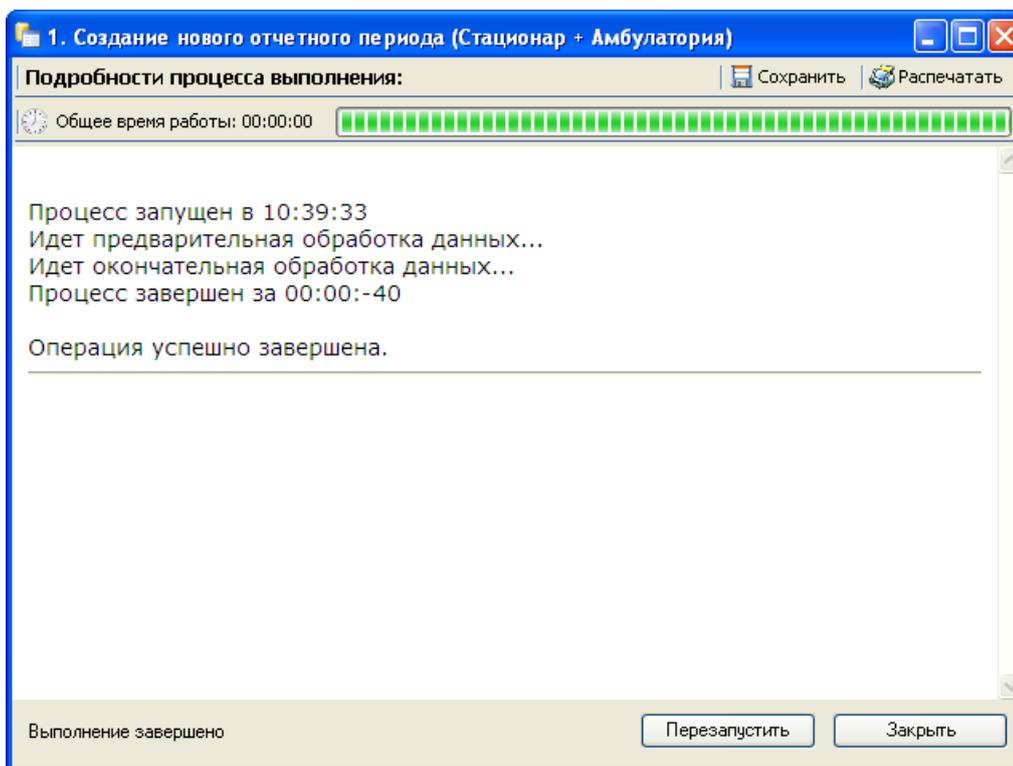 1. Создание нового отчетного периода (Стационар + Амбулатория)
Подробности процесса выполнения: Сохранить Распечатать
Общее время работы: 00:00:00
Процесс запущен в 10:39:33
Идет предварительная обработка данных...
Идет окончательная обработка данных...
Процесс завершен за 00:00:-40
Операция успешно завершена.
Выполнение завершено Перезапустить Закрыть